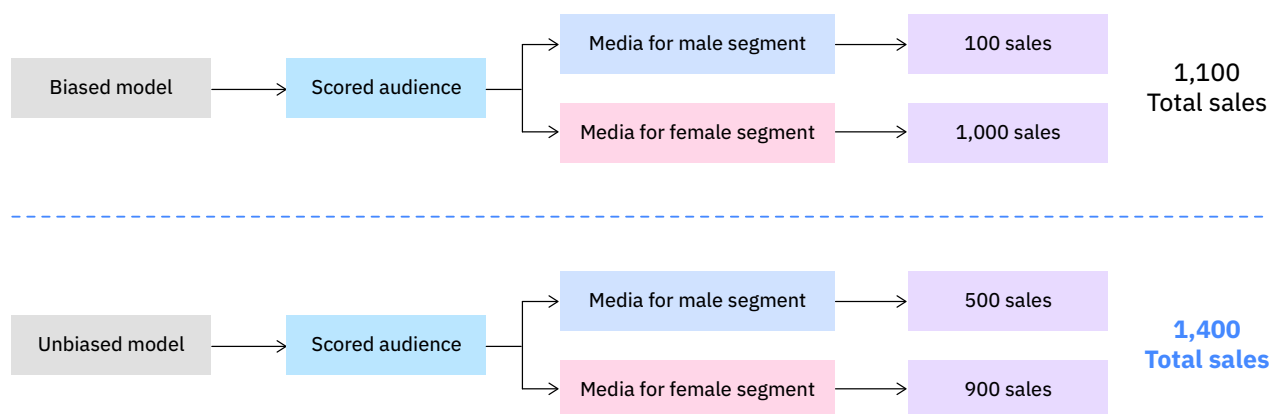 Biased model
Scored audience
Media for male segment
100 sales
Media for female segment
1,000 sales
1,100
Total sales
Unbiased model
Scored audience
Media for male segment
500 sales
Media for female segment
900 sales
1,400
Total sales